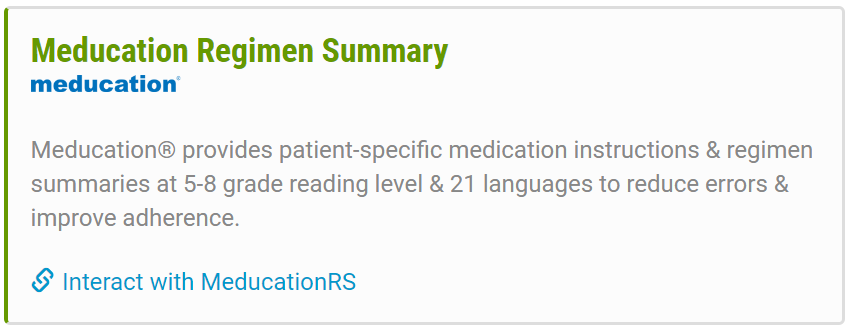 Meducation Regimen Summary
meducation®
Meducation® provides patient-specific medication instructions & regimen
summaries at 5-8 grade reading level & 21 languages to reduce errors &
improve adherence.
Interact with MeducationRS